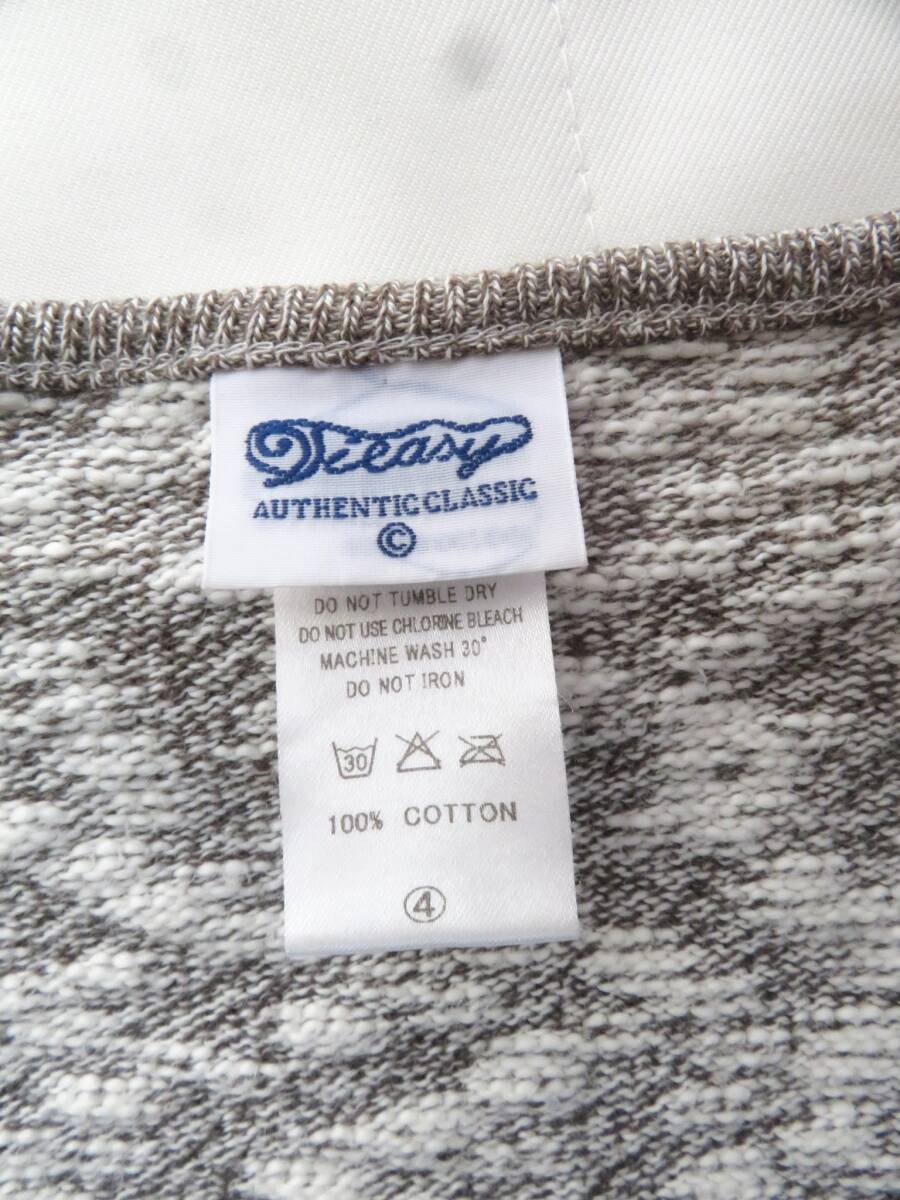 Tieasy
AUTHENTIC CLASSIC
©
DO NOT TUMBLE DRY
DO NOT USE CHLORINE BLEACH
MACHINE WASH 30°
DO NOT IRON
30
100% COTTON
④